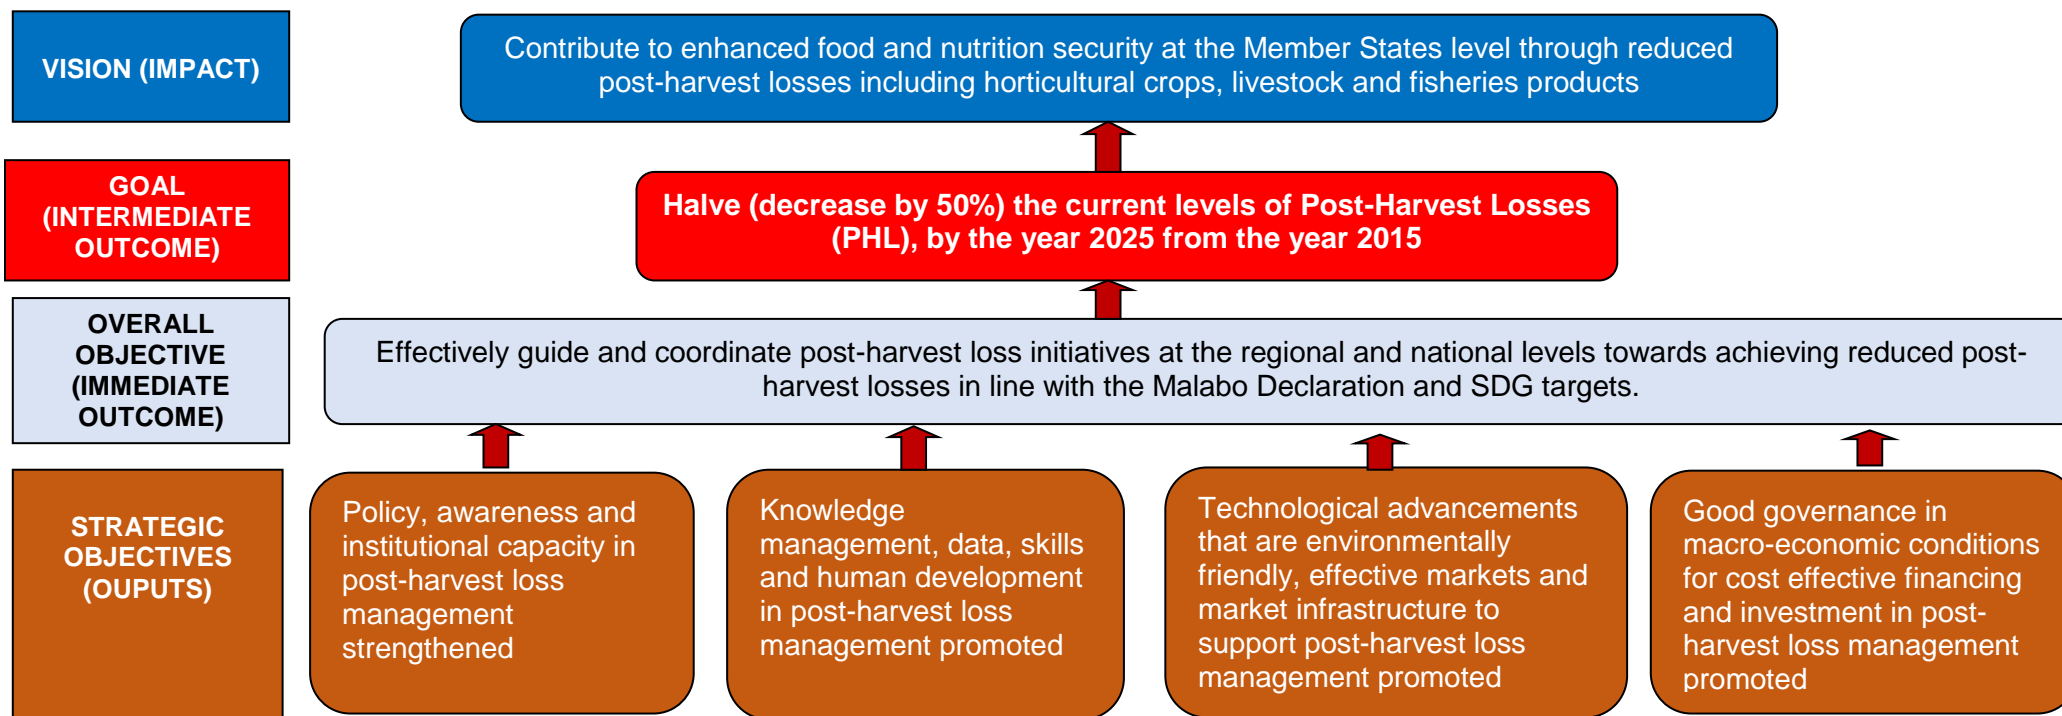 VISION (IMPACT)
Contribute to enhanced food and nutrition security at the Member States level through reduced
post-harvest losses including horticultural crops, livestock and fisheries products
GOAL
(INTERMEDIATE
OUTCOME)
Halve (decrease by 50%) the current levels of Post-Harvest Losses
(PHL), by the year 2025 from the year 2015
OVERALL
OBJECTIVE
(IMMEDIATE
OUTCOME)
Effectively guide and coordinate post-harvest loss initiatives at the regional and national levels towards achieving reduced post-
harvest losses in line with the Malabo Declaration and SDG targets.
STRATEGIC
OBJECTIVES
(OUPUTS)
Policy, awareness and
institutional capacity in
post-harvest loss
management
strengthened
Knowledge
management, data, skills
and human development
in post-harvest loss
management promoted
Technological advancements
that are environmentally
friendly, effective markets and
market infrastructure to
support post-harvest loss
management promoted
Good governance in
macro-economic conditions
for cost effective financing
and investment in post-
harvest loss management
promoted